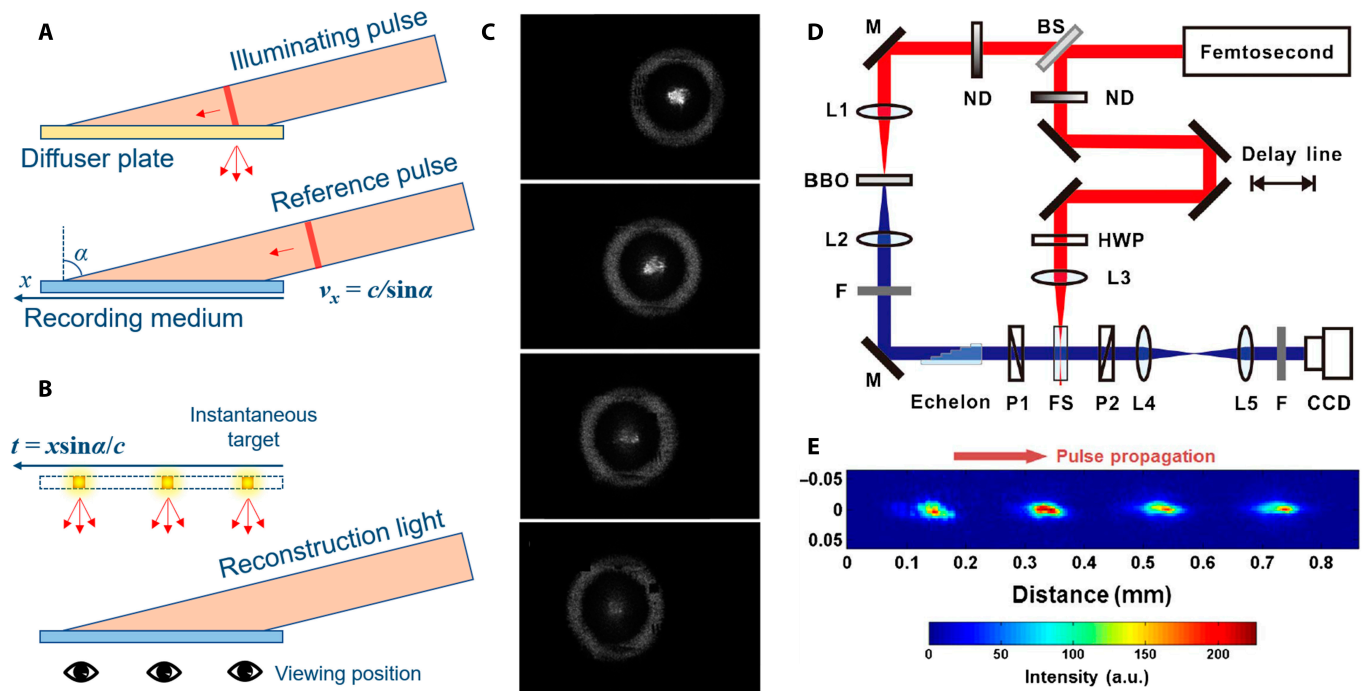 A
Illuminating pulse
Diffuser plate
Reference pulse
α
x
vₓ = c/sinα
Recording medium
B
Instantaneous
target
t = xsinα/c
Reconstruction light
Viewing position
C
D
M
BS
Femtosecond
ND
ND
L1
Delay line
BBO
L2
HWP
L3
F
M
Echelon
P1
FS
P2
L4
L5
F
CCD
E
Pulse propagation
−0.05
0
0.05
0
0.1
0.2
0.3
0.4
0.5
0.6
0.7
0.8
Distance (mm)
0
50
100
150
200
Intensity (a.u.)